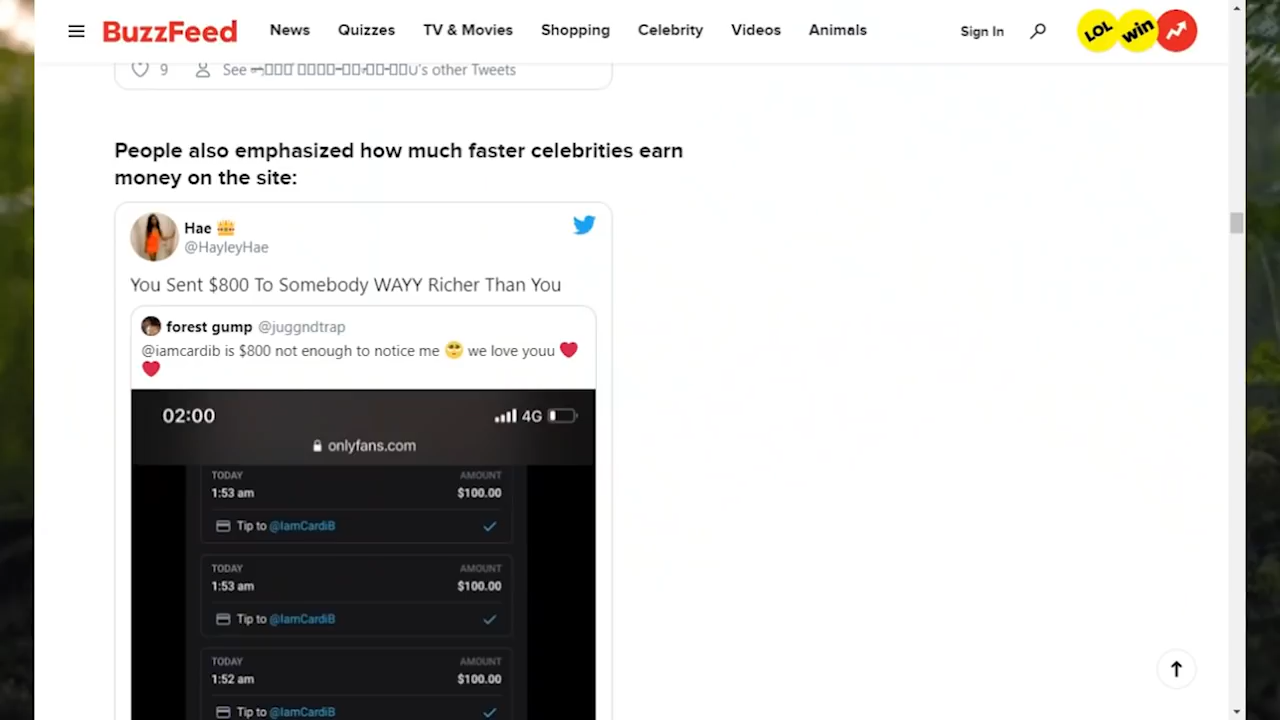 BuzzFeed News Quizzes TV & Movies Shopping Celebrity Videos Animals Sign In LOL win
9 See U's other Tweets
People also emphasized how much faster celebrities earn
money on the site:
Hae
@HayleyHae
You Sent $800 To Somebody WAYY Richer Than You
forest gump @juggndtrap
@iamcardib is $800 not enough to notice me 🥺 we love youu ❤️
❤️
02:00 4G
onlyfans.com
TODAY AMOUNT
1:53 am $100.00
Tip to @IamCardiB
TODAY AMOUNT
1:53 am $100.00
Tip to @IamCardiB
TODAY AMOUNT
1:52 am $100.00
Tip to @IamCardiB